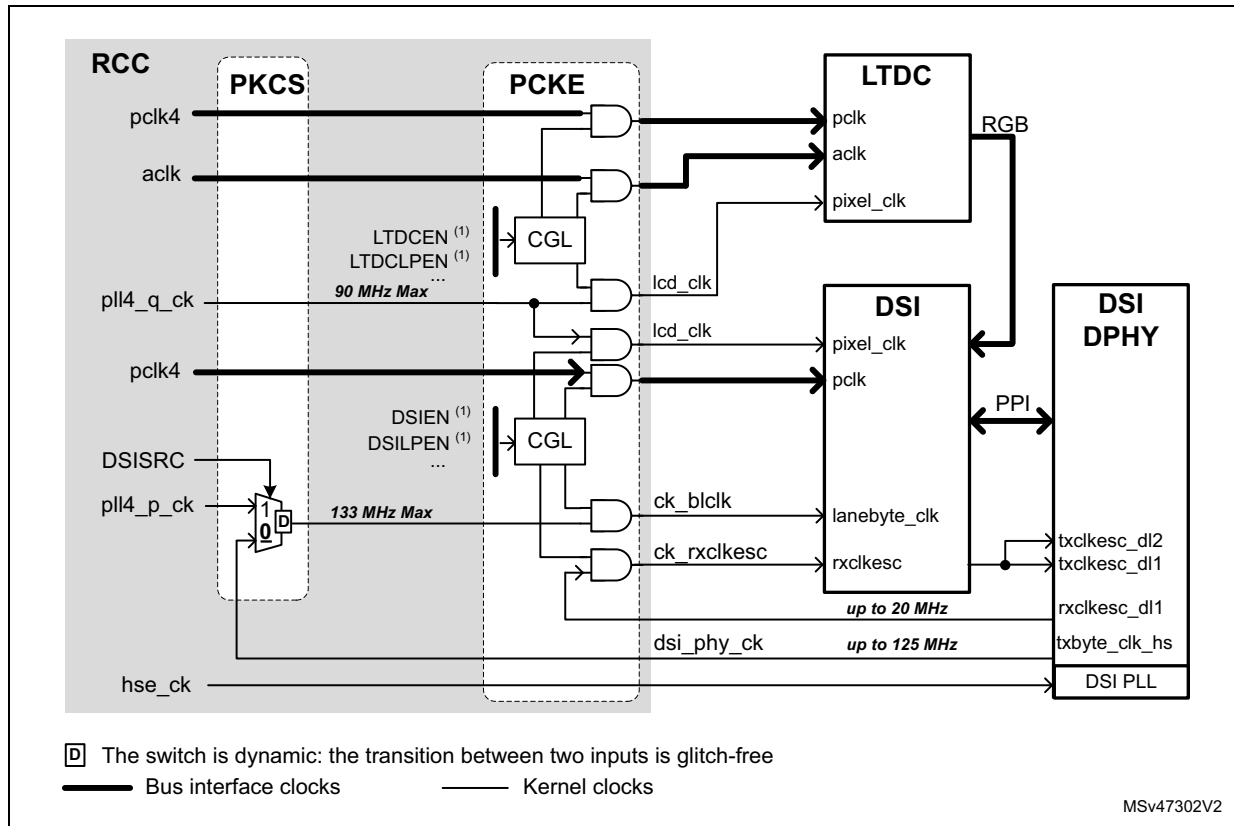 RCC
PKCS
PCKE
LTDC
pclk4
pclk
RGB
aclk
aclk
pixel_clk
LTDCEN (1)
LTDCLPEN (1)
...
CGL
pll4_q_ck
90 MHz Max
lcd_clk
DSI
DSI
DPHY
lcd_clk
pixel_clk
pclk4
pclk
PPI
DSIEN (1)
DSILPEN (1)
...
CGL
DSISRC
pll4_p_ck
1
0
D
133 MHz Max
ck_blclk
lanebyte_clk
ck_rxclkesc
rxclkesc
txclkesc_dl2
txclkesc_dl1
up to 20 MHz
rxclkesc_dl1
dsi_phy_ck
up to 125 MHz
txbyte_clk_hs
hse_ck
DSI PLL
D The switch is dynamic: the transition between two inputs is glitch-free
Bus interface clocks
Kernel clocks
MSv47302V2